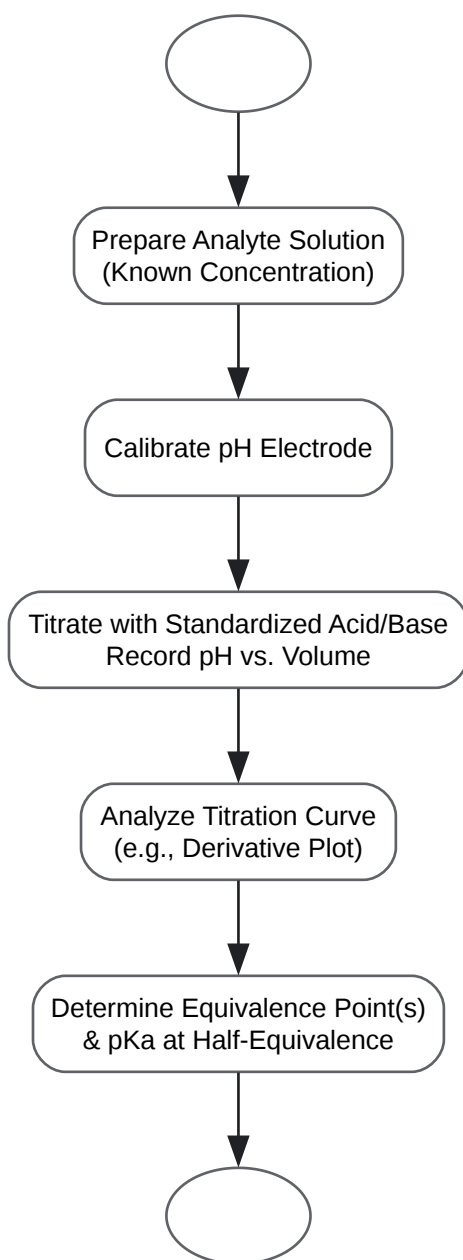 Prepare Analyte Solution
(Known Concentration)
Calibrate pH Electrode
Titrate with Standardized Acid/Base
Record pH vs. Volume
Analyze Titration Curve
(e.g., Derivative Plot)
Determine Equivalence Point(s)
& pKa at Half-Equivalence